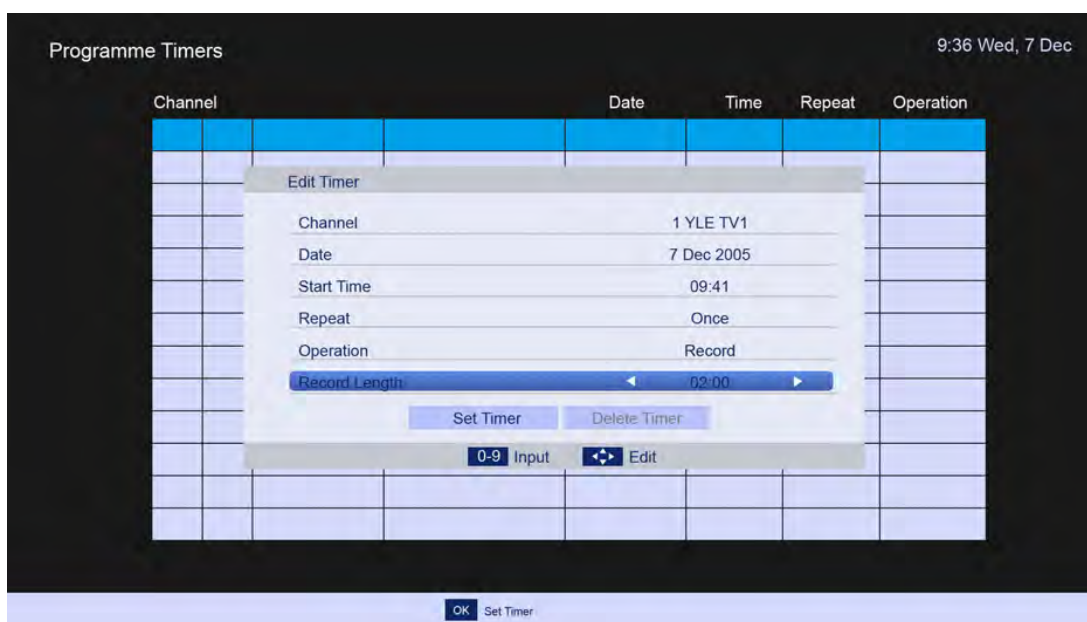 Programme Timers 9:36 Wed, 7 Dec
Channel Date Time Repeat Operation
Edit Timer
Channel 1 YLE TV1
Date 7 Dec 2005
Start Time 09:41
Repeat Once
Operation Record
Record Length 02:00
Set Timer Delete Timer
0-9 Input Edit
OK Set Timer